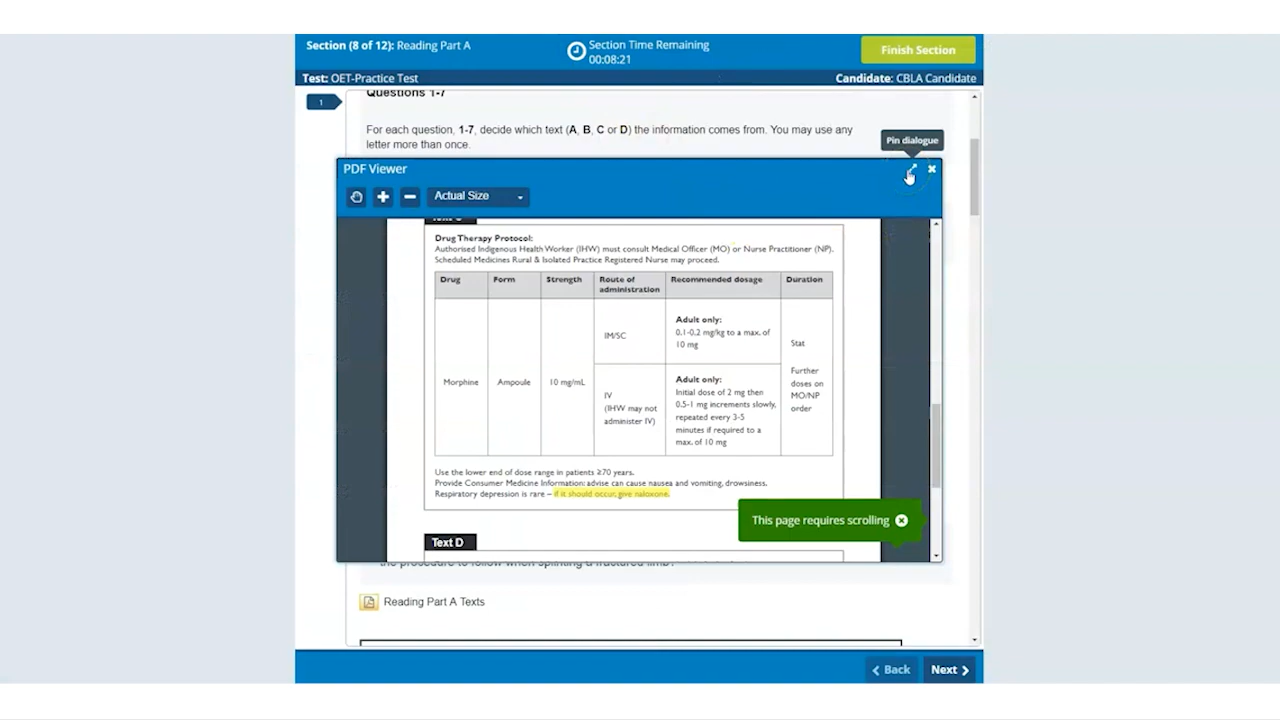 Section (8 of 12): Reading Part A
Section Time Remaining
00:08:21
Finish Section
Test: OET-Practice Test
Candidate: CBLA Candidate
1
Questions 1-7
For each question, 1-7, decide which text (A, B, C or D) the information comes from. You may use any
letter more than once.
Pin dialogue
PDF Viewer
Actual Size
Drug Therapy Protocol:
Authorised Indigenous Health Worker (IHW) must consult Medical Officer (MO) or Nurse Practitioner (NP).
Scheduled Medicines Rural & Isolated Practice Registered Nurse may proceed.
Drug
Form
Strength
Route of
administration
Recommended dosage
Duration
Morphine
Ampoule
10 mg/mL
IM/SC
Adult only:
0.1-0.2 mg/kg to a max. of
10 mg
IV
(IHW may not
administer IV)
Adult only:
Initial dose of 2 mg then
0.5-1 mg increments slowly,
repeated every 3-5
minutes if required to a
max. of 10 mg
Stat
Further
doses on
MO/NP
order
Use the lower end of dose range in patients ≥70 years.
Provide Consumer Medicine Information: advise can cause nausea and vomiting, drowsiness.
Respiratory depression is rare – if it should occur, give naloxone.
This page requires scrolling
Text D
the procedure to follow when splinting a fractured limb?
Reading Part A Texts
Back
Next